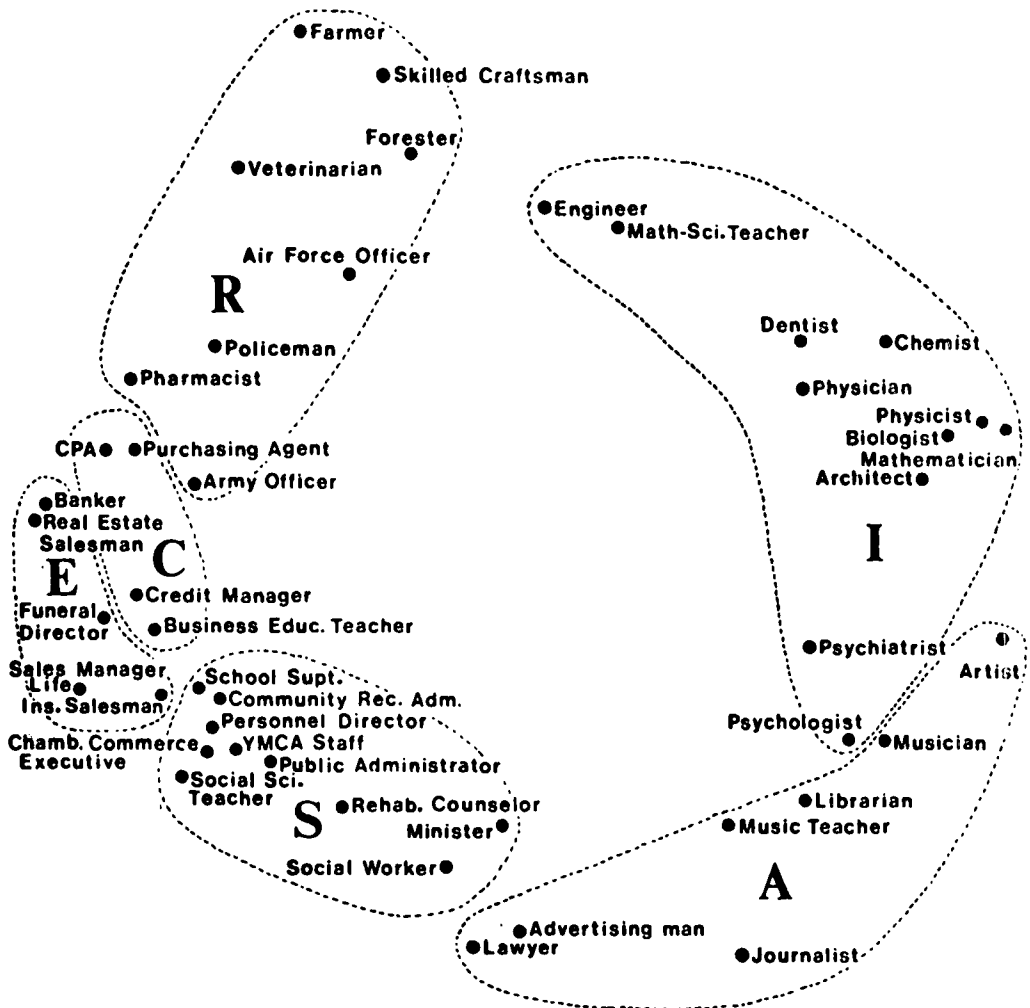 Farmer
Skilled Craftsman
Forester
Veterinarian
Engineer
Math-Sci. Teacher
Air Force Officer
R
Dentist
Chemist
Policeman
Pharmacist
Physician
Physicist
Biologist
Mathematician
CPA
Purchasing Agent
Architect
Army Officer
Banker
Real Estate
Salesman
C
I
E
Credit Manager
Funeral
Director
Business Educ. Teacher
Psychiatrist
Artist
Sales Manager
Life
Ins. Salesman
School Supt.
Community Rec. Adm.
Personnel Director
Psychologist
Musician
Chamb. Commerce
Executive
YMCA Staff
Public Administrator
Social Sci.
Teacher
Rehab. Counselor
S
Minister
Librarian
Music Teacher
Social Worker
A
Advertising man
Lawyer
Journalist